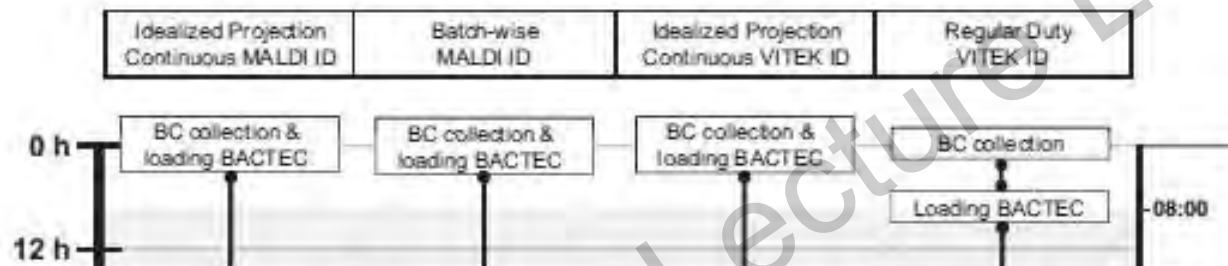 Idealized Projection
Continuous MALDI ID
Batch-wise
MALDI ID
Idealized Projection
Continuous VITEK ID
Regular Duty
VITEK ID
0 h
BC collection &
loading BACTEC
BC collection &
loading BACTEC
BC collection &
loading BACTEC
BC collection
Loading BACTEC
08:00
12 h
Lecture